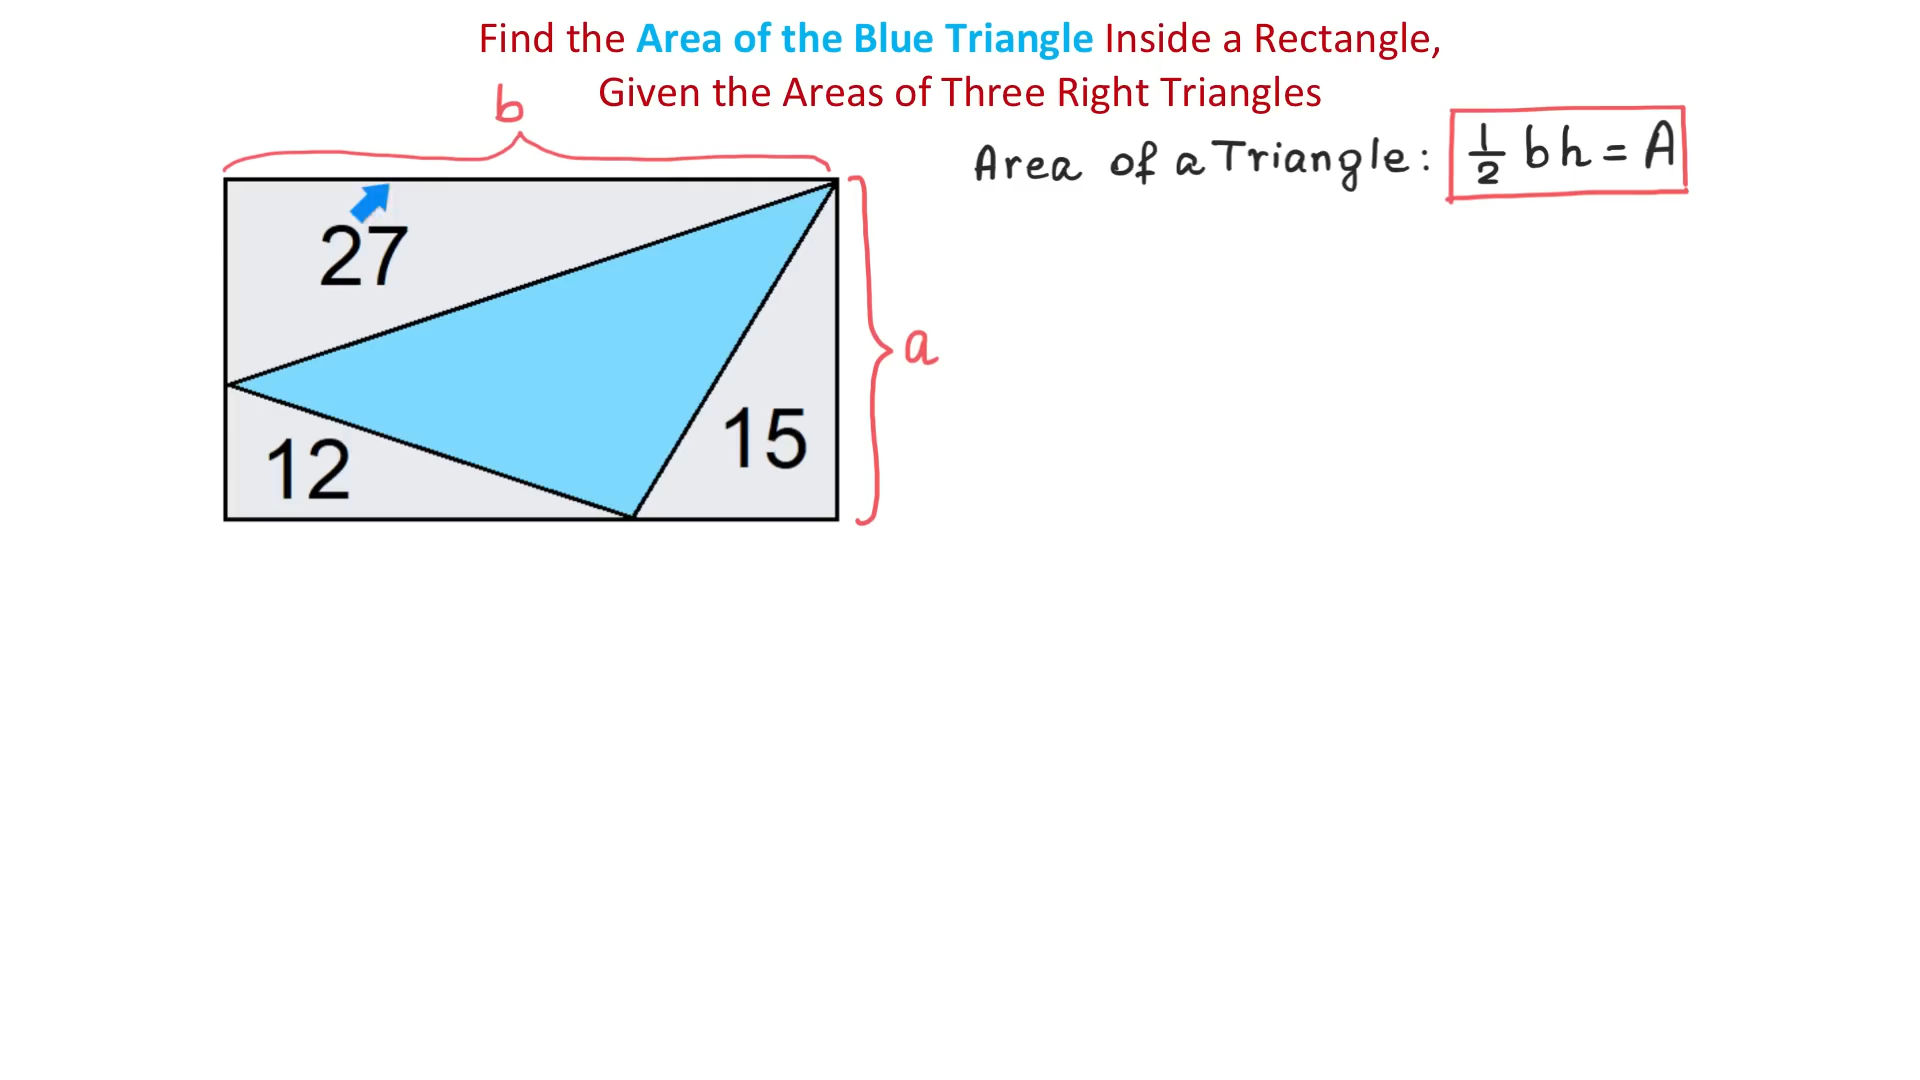 Find the Area of the Blue Triangle Inside a Rectangle,
Given the Areas of Three Right Triangles
b
Area of a Triangle: 1/2 bh = A
27
a
15
12